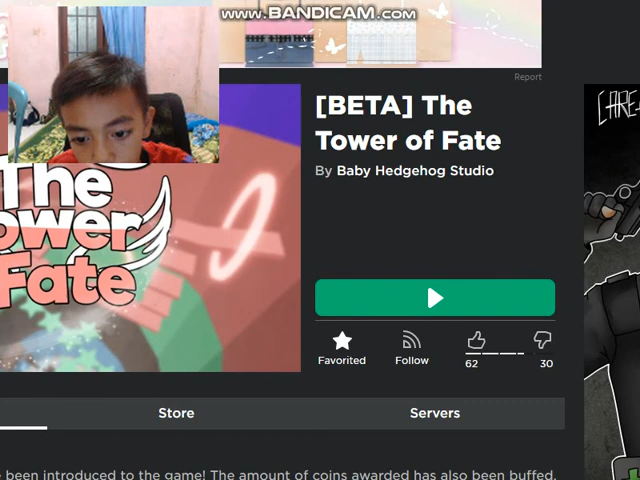 www.BANDICAM.com
Report
[BETA] The
Tower of Fate
By Baby Hedgehog Studio
The
ower
Fate
Favorited
Follow
62
30
Store
Servers
been introduced to the game! The amount of coins awarded has also been buffed.